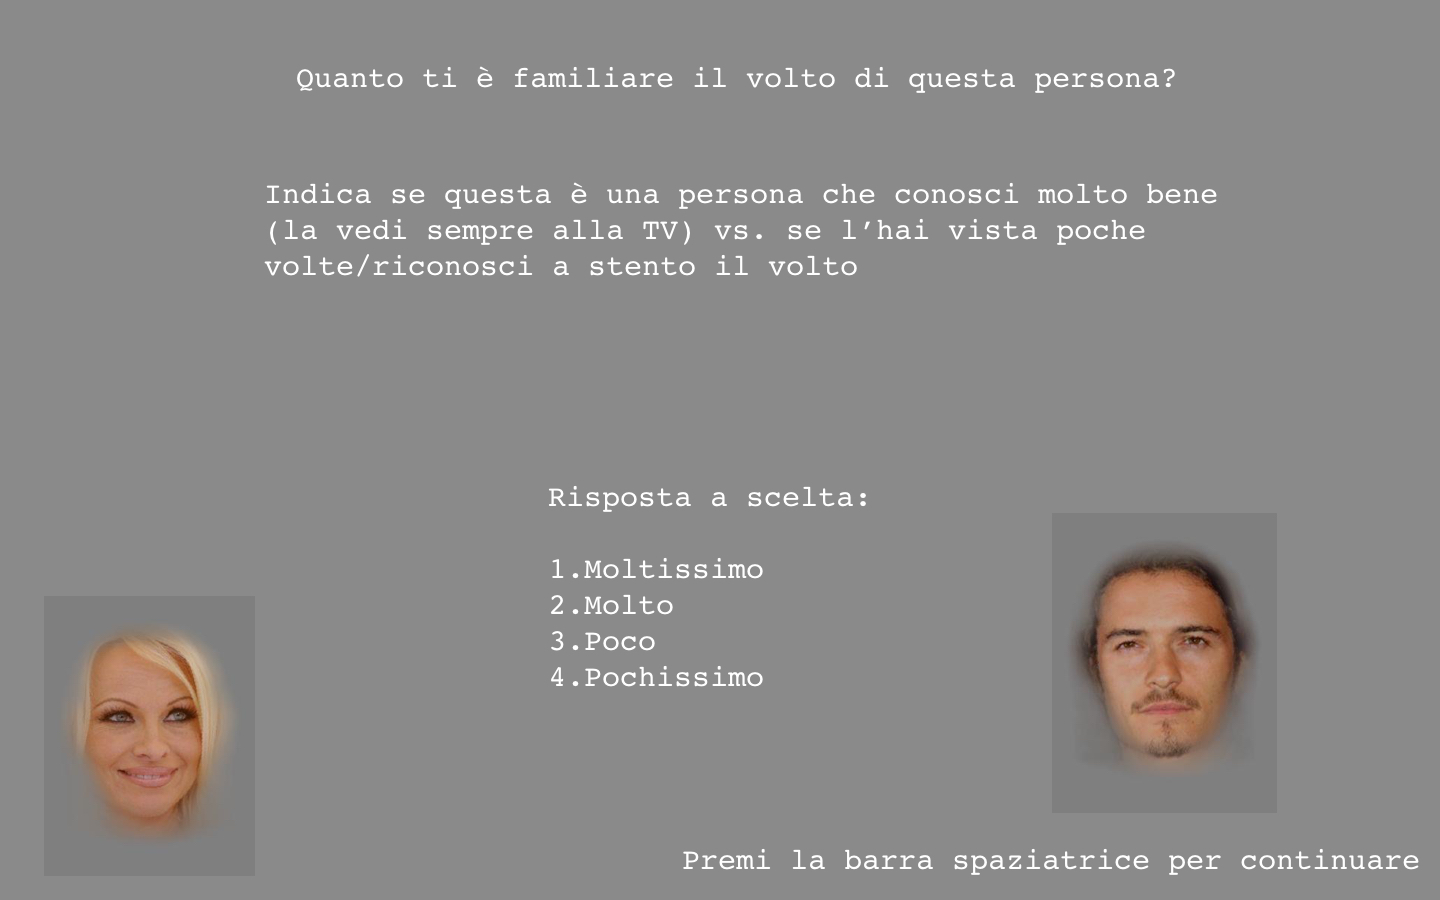 Quanto ti è familiare il volto di questa persona?
Indica se questa è una persona che conosci molto bene
(la vedi sempre alla TV) vs. se l’hai vista poche
volte/riconosci a stento il volto
Risposta a scelta:
1.Moltissimo
2.Molto
3.Poco
4.Pochissimo
Premi la barra spaziatrice per continuare